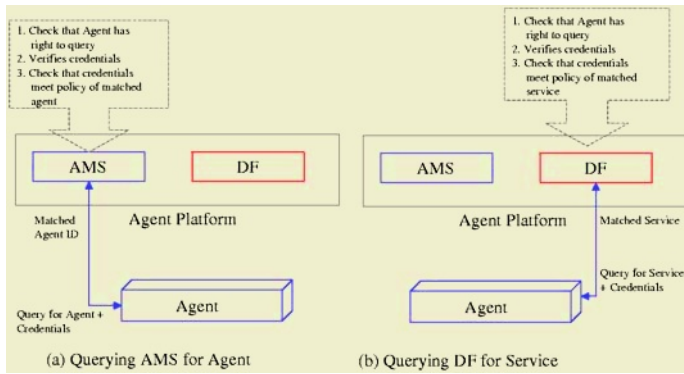 1. Check that Agent has
right to query
2. Verifies credentials
3. Check that credentials
meet policy of matched
agent
AMS
DF
Agent Platform
Matched
Agent ID
Agent
Query for Agent +
Credentials
(a) Querying AMS for Agent
1. Check that Agent has
right to query
2. Verifies credentials
3. Check that credentials
meet policy of matched
service
AMS
DF
Agent Platform
Matched Service
Query for Service
+ Credentials
Agent
(b) Querying DF for Service